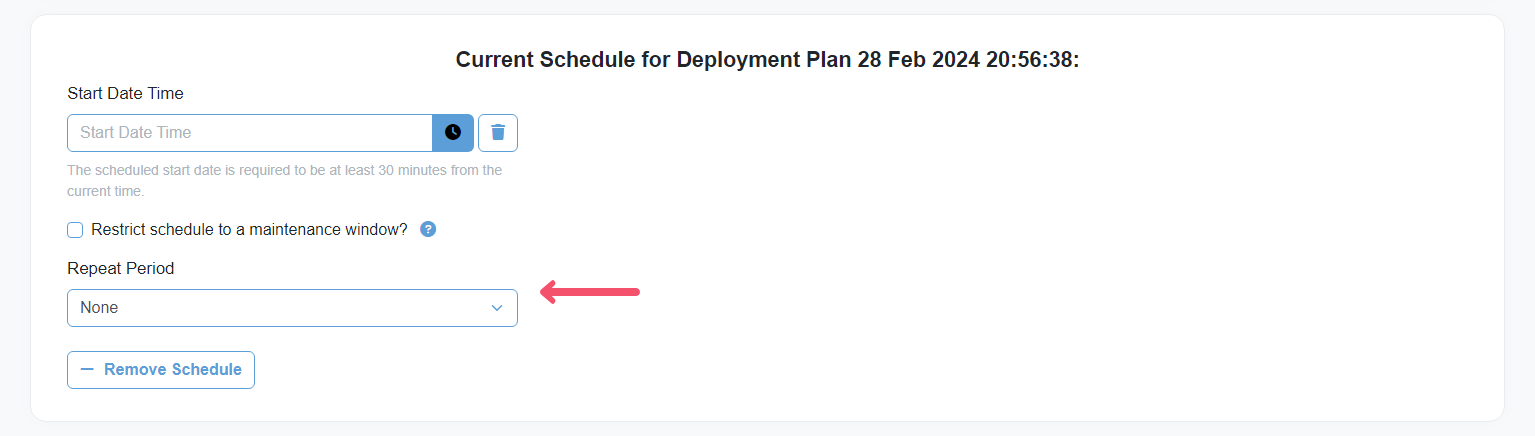 Current Schedule for Deployment Plan 28 Feb 2024 20:56:38:
Start Date Time
Start Date Time
The scheduled start date is required to be at least 30 minutes from the
current time.
Restrict schedule to a maintenance window? ?
Repeat Period
None
Remove Schedule